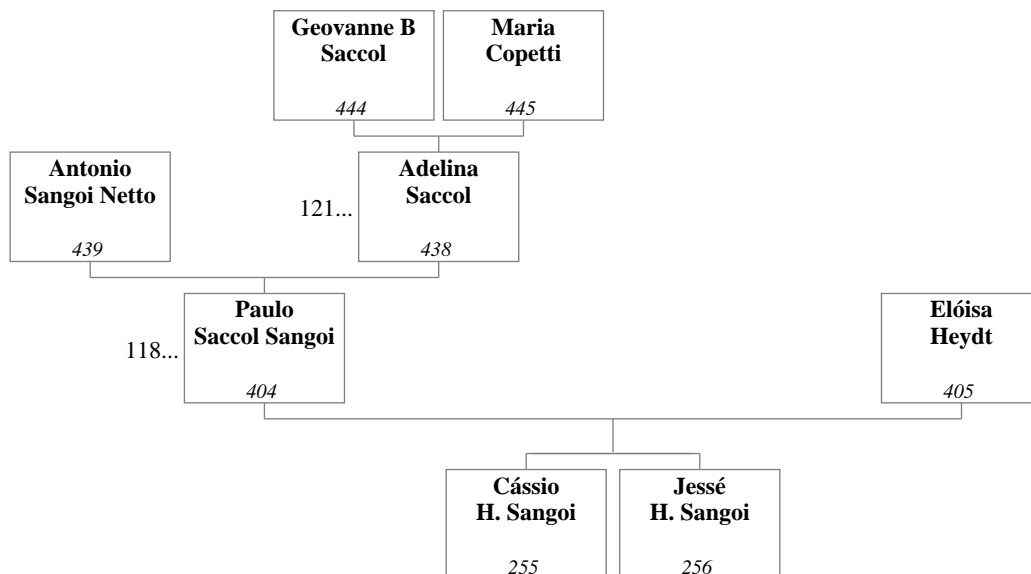 Geovanne B
Saccol
444
Maria
Copetti
445
Antonio
Sangoi Netto
439
121...
Adelina
Saccol
438
118...
Paulo
Saccol Sangoi
404
Elóisa
Heydt
405
Cássio
H. Sangoi
255
Jessé
H. Sangoi
256